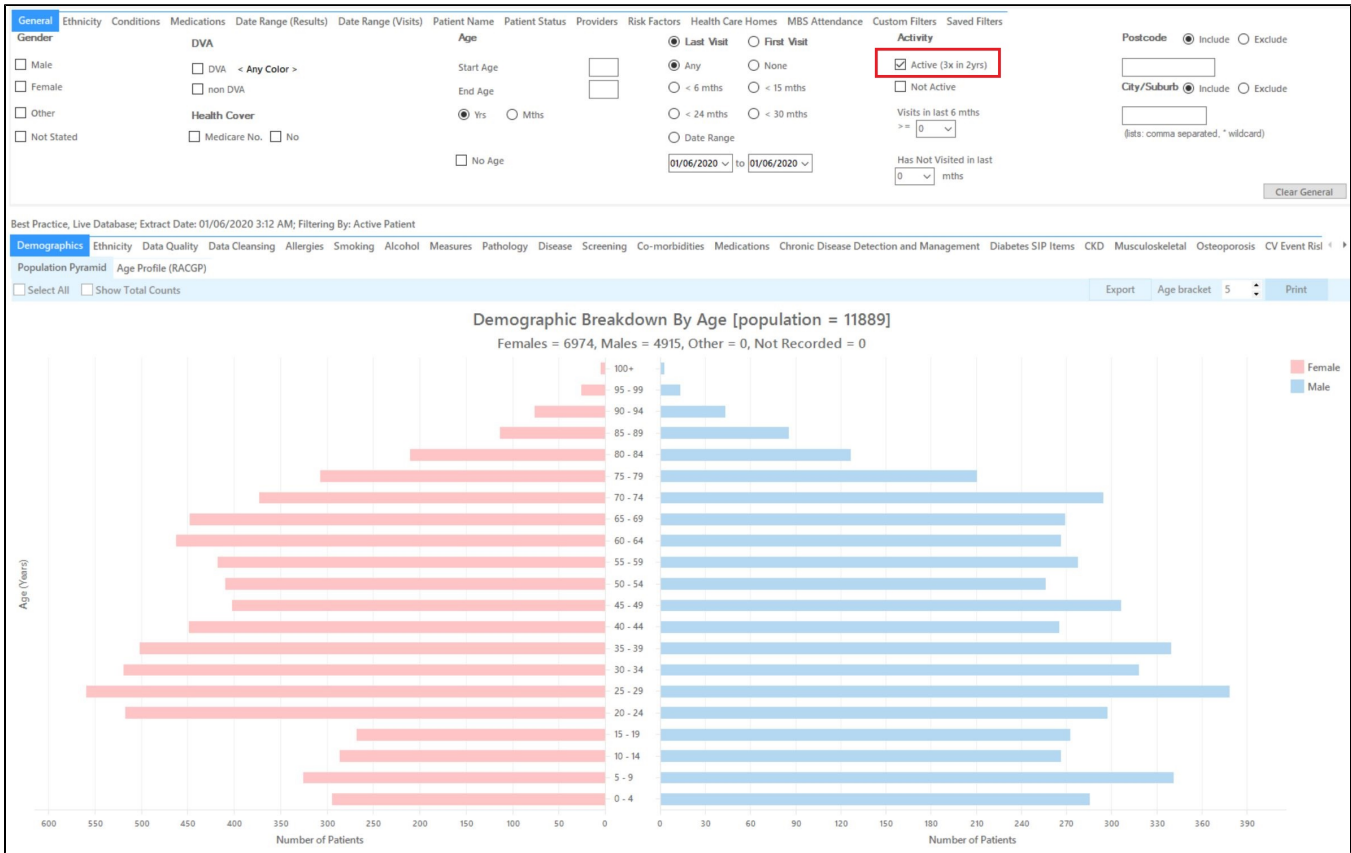 General Ethnicity Conditions Medications Date Range (Results) Date Range (Visits) Patient Name Patient Status Providers Risk Factors Health Care Homes MBS Attendance Custom Filters Saved Filters
Gender DVA Age Last Visit First Visit Activity Postcode Include Exclude
Male DVA < Any Color > Start Age Any None Active (3x in 2yrs)
Female non DVA End Age < 6 mths < 15 mths Not Active City/Suburb Include Exclude
Other Health Cover Yrs Mths < 24 mths < 30 mths Visits in last 6 mths
>= 0
Not Stated Medicare No. No Date Range (lists: comma separated, * wildcard)
No Age 01/06/2020 to 01/06/2020 Has Not Visited in last
0 mths
Clear General
Best Practice, Live Database; Extract Date: 01/06/2020 3:12 AM; Filtering By: Active Patient
Demographics Ethnicity Data Quality Data Cleansing Allergies Smoking Alcohol Measures Pathology Disease Screening Co-morbidities Medications Chronic Disease Detection and Management Diabetes SIP Items CKD Musculoskeletal Osteoporosis CV Event Risl
Population Pyramid Age Profile (RACGP)
Select All Show Total Counts Export Age bracket 5 Print
Demographic Breakdown By Age [population = 11889]
Females = 6974, Males = 4915, Other = 0, Not Recorded = 0
Female
Male
100+
95 - 99
90 - 94
85 - 89
80 - 84
75 - 79
70 - 74
65 - 69
60 - 64
55 - 59
50 - 54
45 - 49
40 - 44
35 - 39
30 - 34
25 - 29
20 - 24
15 - 19
10 - 14
5 - 9
0 - 4
Age (Years)
600 550 500 450 400 350 300 250 200 150 100 50 0 0 30 60 90 120 150 180 210 240 270 300 330 360 390
Number of Patients Number of Patients